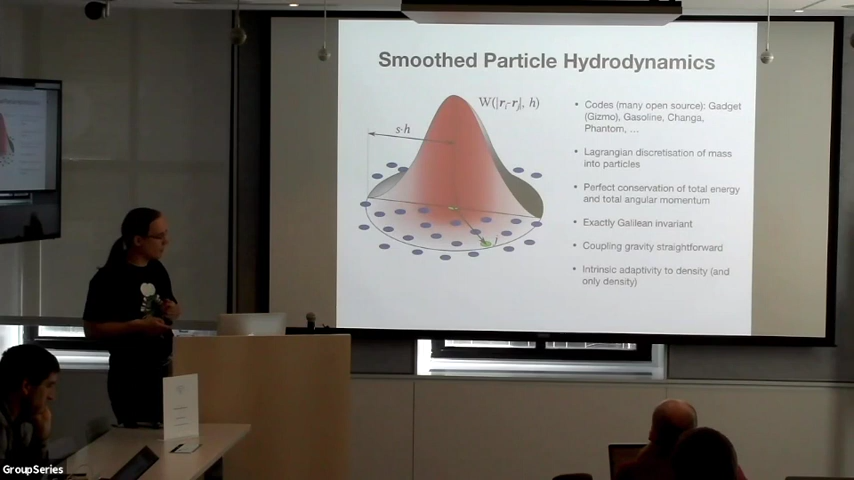 Smoothed Particle Hydrodynamics
W(|ri-rj|, h)
s·h
j
• Codes (many open source): Gadget
(Gizmo), Gasoline, Changa,
Phantom, ...
• Lagrangian discretisation of mass
into particles
• Perfect conservation of total energy
and total angular momentum
• Exactly Galilean invariant
• Coupling gravity straightforward
• Intrinsic adaptivity to density (and
only density)
GroupSeries